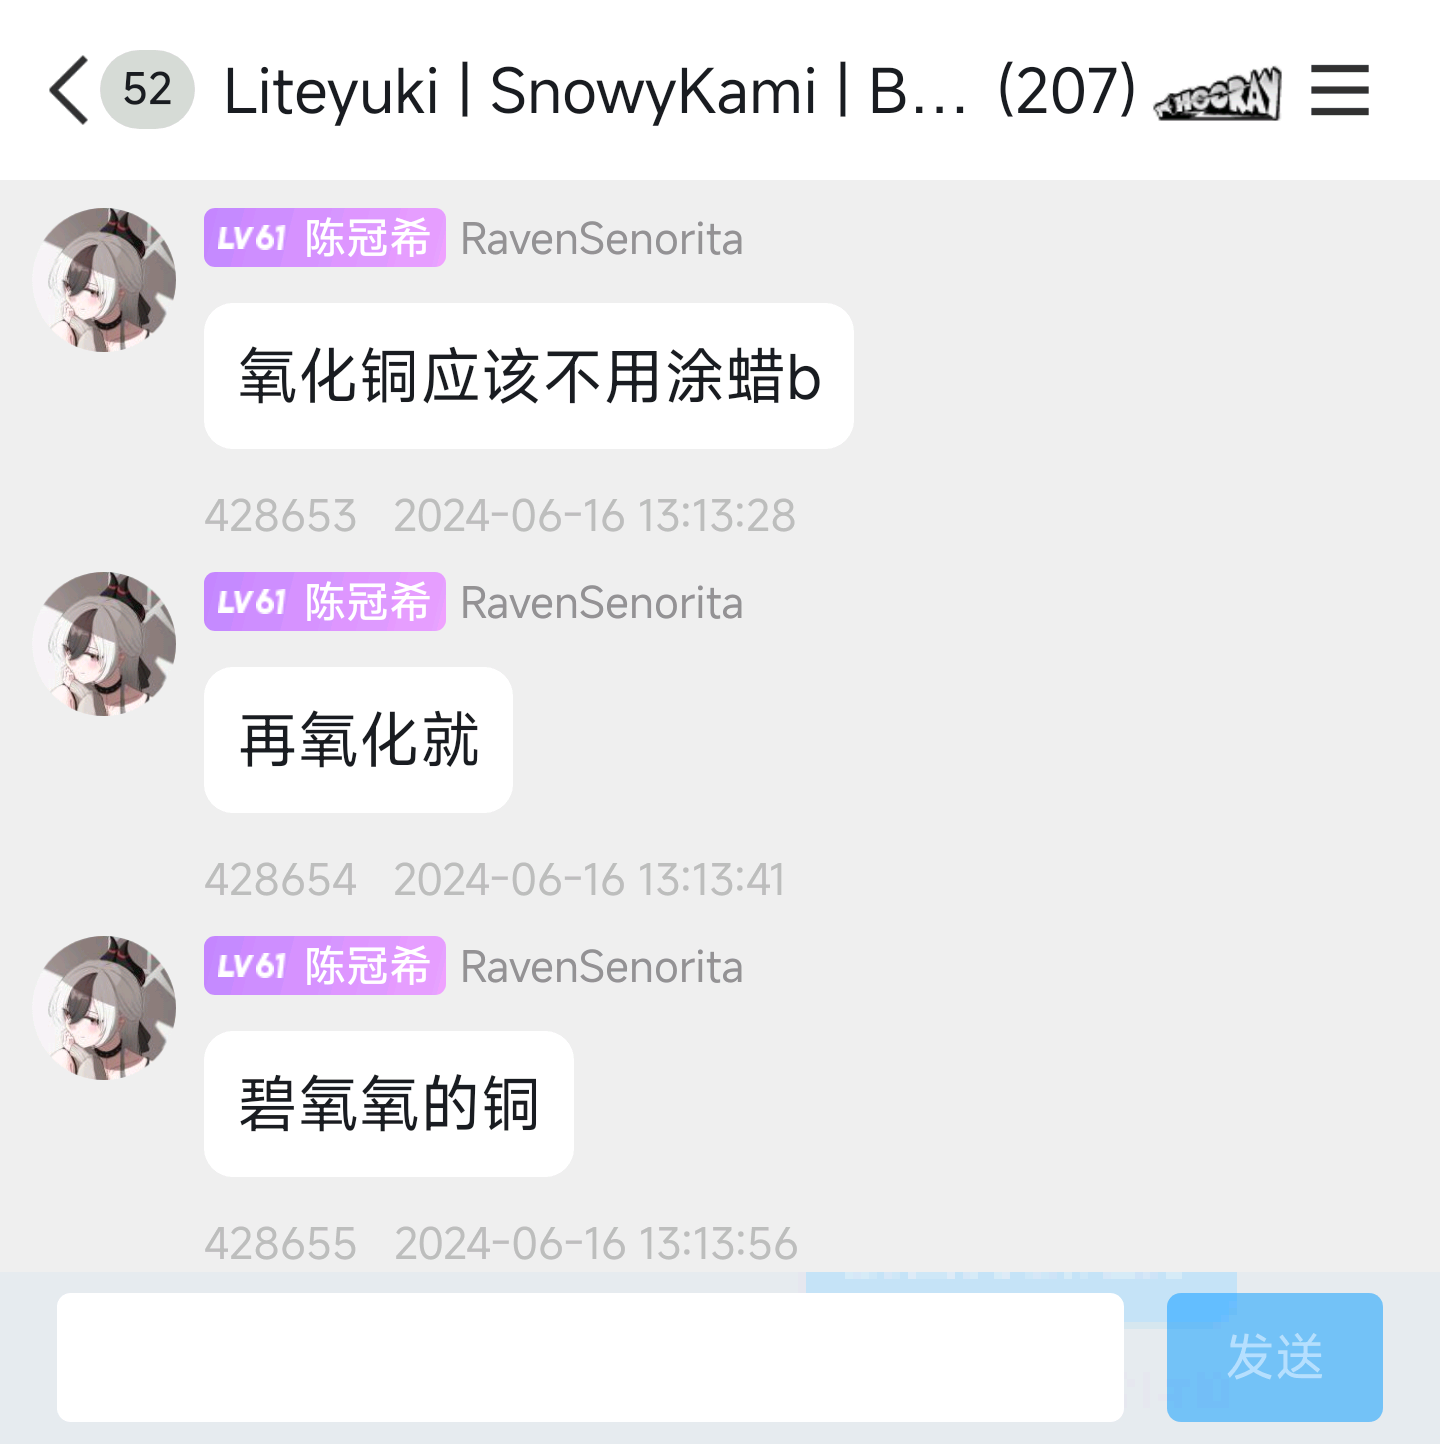 52 Liteyuki | SnowyKami | B... (207) HOORAY
LV61 陈冠希 RavenSenorita
氧化铜应该不用涂蜡b
428653 2024-06-16 13:13:28
LV61 陈冠希 RavenSenorita
再氧化就
428654 2024-06-16 13:13:41
LV61 陈冠希 RavenSenorita
碧氧氧的铜
428655 2024-06-16 13:13:56
发送